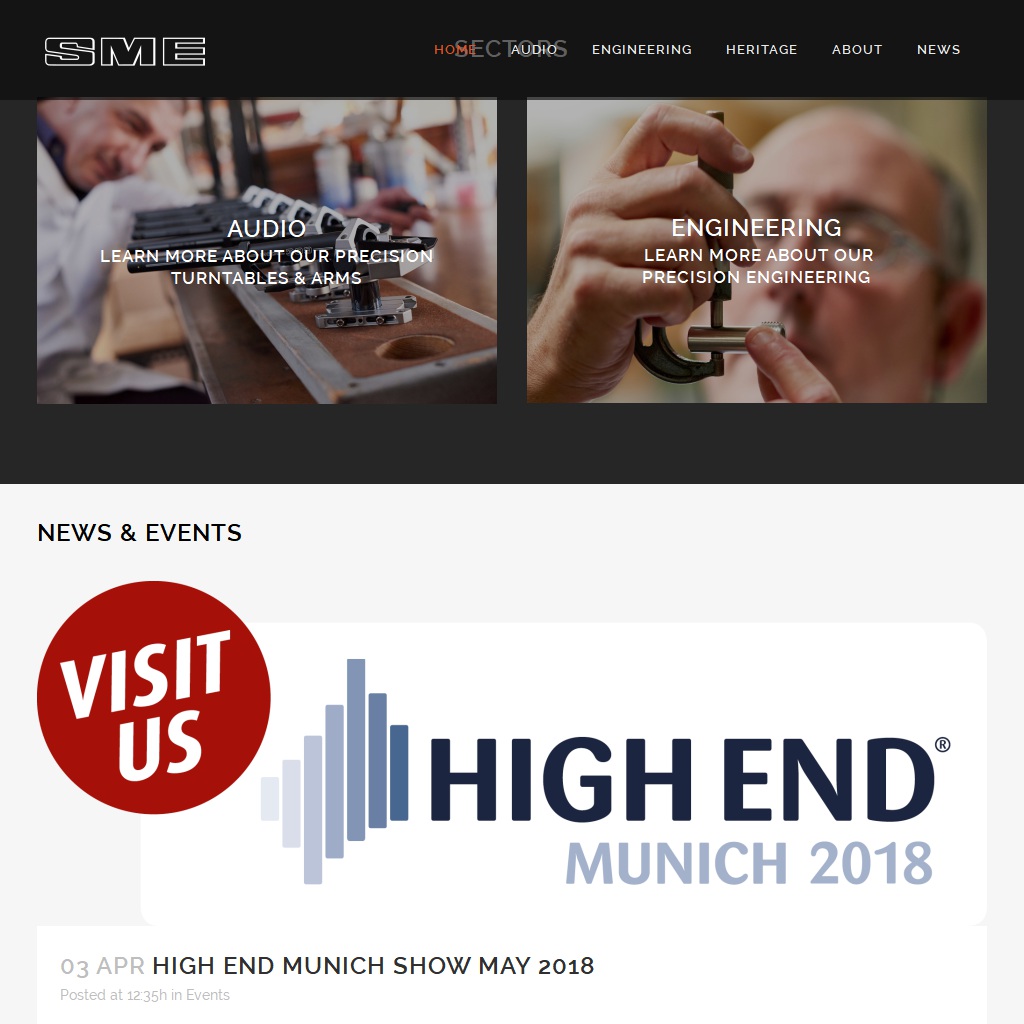 SME
SECTORS
HOME AUDIO ENGINEERING HERITAGE ABOUT NEWS
AUDIO
LEARN MORE ABOUT OUR PRECISION
TURNTABLES & ARMS
ENGINEERING
LEARN MORE ABOUT OUR
PRECISION ENGINEERING
NEWS & EVENTS
VISIT
US
HIGH END®
MUNICH 2018
03 APR HIGH END MUNICH SHOW MAY 2018
Posted at 12:35h in Events